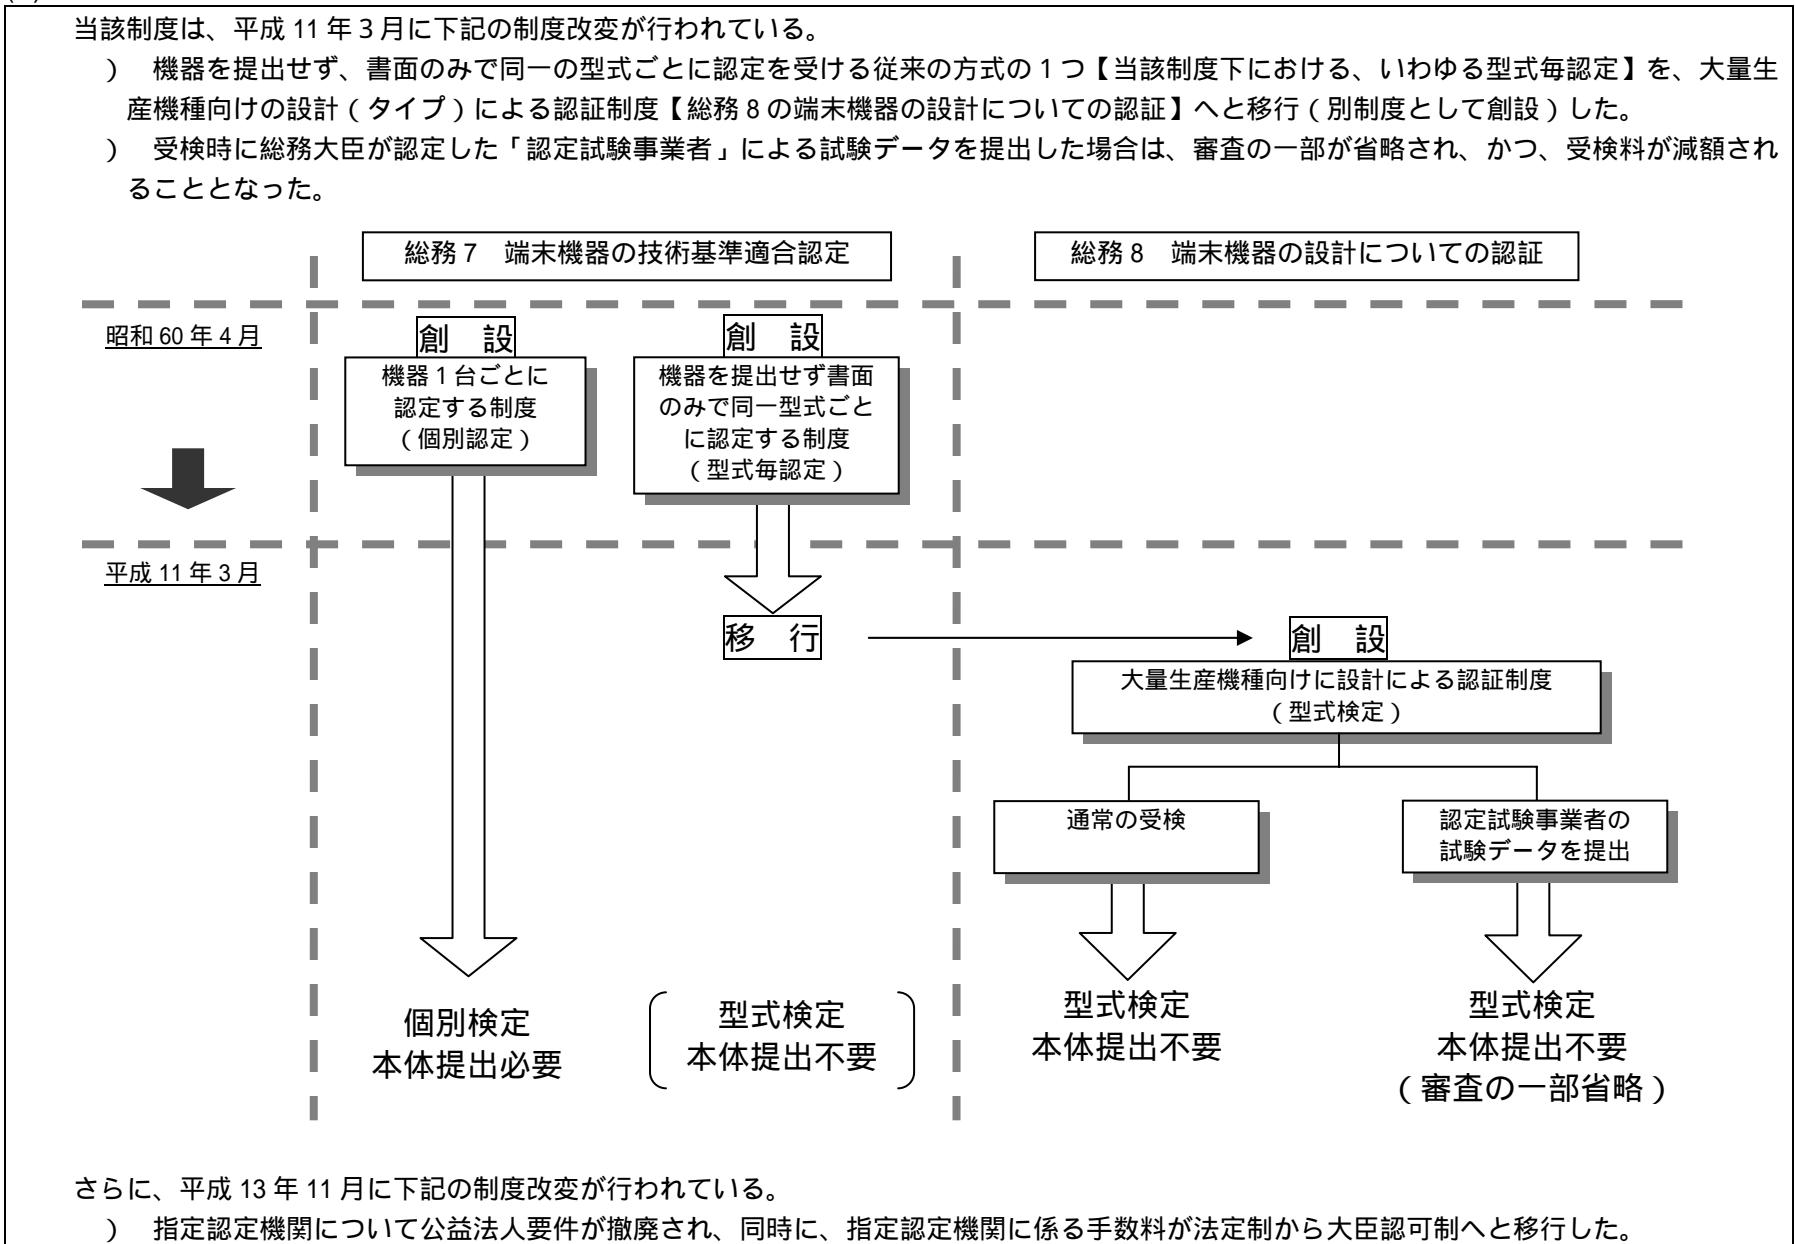 当該制度は、平成 11 年 3 月に下記の制度改変が行われている。
） 機器を提出せず、書面のみで同一の型式ごとに認定を受ける従来の方式の 1 つ【当該制度下における、いわゆる型式毎認定】を、大量生
産機種向けの設計（タイプ）による認証制度【総務 8 の端末機器の設計についての認証】へと移行（別制度として創設）した。
） 受検時に総務大臣が認定した「認定試験事業者」による試験データを提出した場合は、審査の一部が省略され、かつ、受検料が減額され
ることとなった。
総務 7 端末機器の技術基準適合認定
総務 8 端末機器の設計についての認証
昭和 60 年 4 月
創 設
機器 1 台ごとに
認定する制度
（個別認定）
創 設
機器を提出せず書面
のみで同一型式ごと
に認定する制度
（型式毎認定）
平成 11 年 3 月
移 行
創 設
大量生産機種向けに設計による認証制度
（型式検定）
通常の受検
認定試験事業者の
試験データを提出
個別検定
本体提出必要
型式検定
本体提出不要
型式検定
本体提出不要
型式検定
本体提出不要
（審査の一部省略）
さらに、平成 13 年 11 月に下記の制度改変が行われている。
） 指定認定機関について公益法人要件が撤廃され、同時に、指定認定機関に係る手数料が法定制から大臣認可制へと移行した。